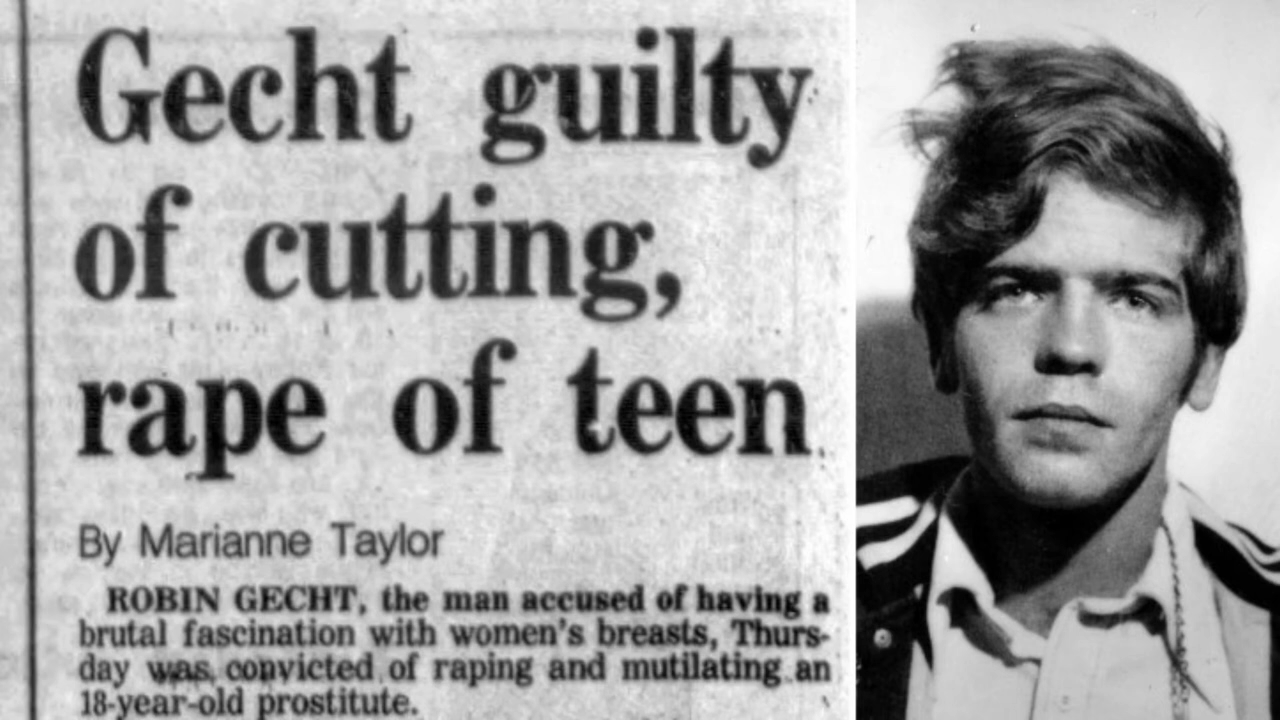 Gecht guilty
of cutting,
rape of teen
By Marianne Taylor
ROBIN GECHT, the man accused of having a
brutal fascination with women's breasts, Thurs-
day was convicted of raping and mutilating an
18-year-old prostitute.